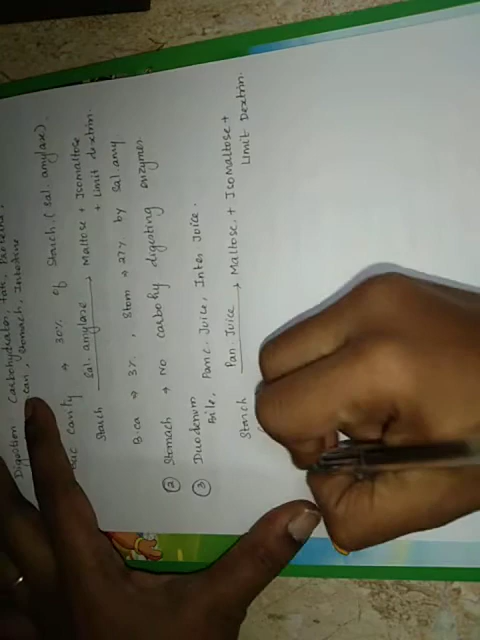 Digestion Carbohydrates, Fats, Proteins,
Stomach, Intestine
cavity → 30% of Starch (Sal. amylase).
Starch Sal. amylase → Maltose + Isomaltose
+ Limit dextrin.
B.ca → 3%, Stom → 27% by Sal. amy
② Stomach → No carbohy digesting enzymes
③ Duodenum
Bile, Panc. Juice, Intes Juice.
Starch Pan. Juice → Maltose, + Isomaltose +
Limit Dextrin.